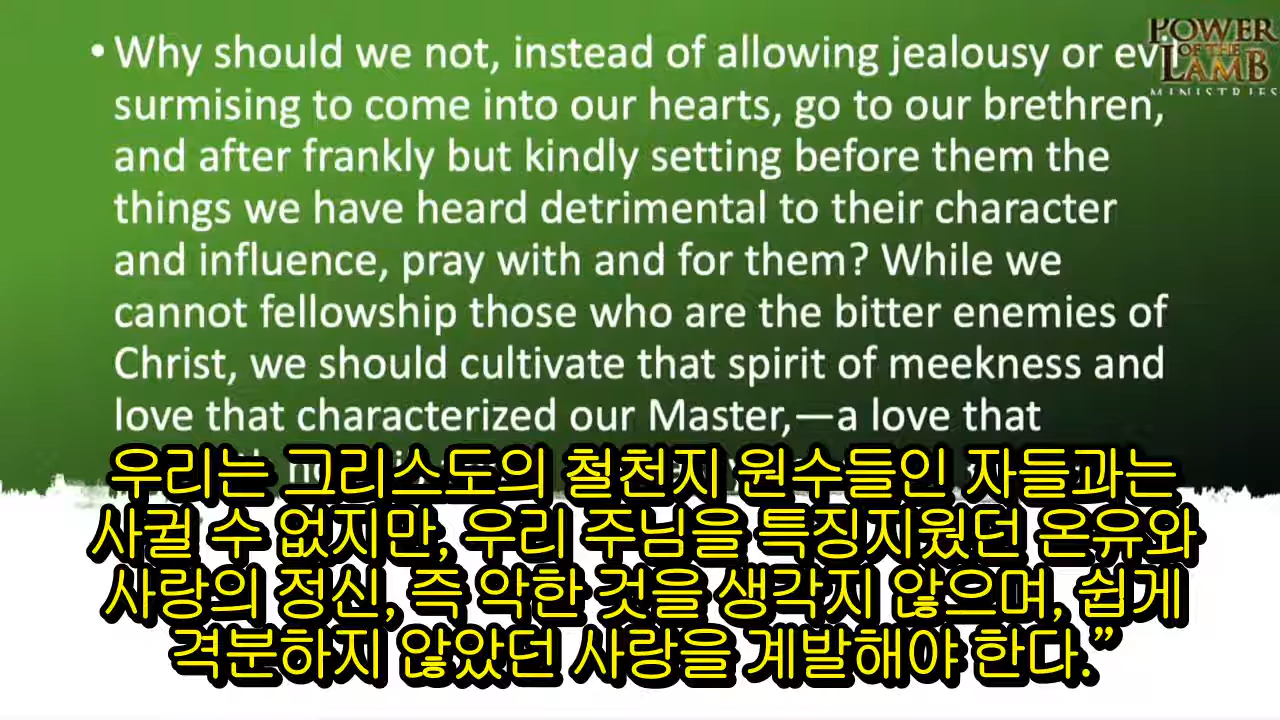 • Why should we not, instead of allowing jealousy or evil
surmising to come into our hearts, go to our brethren,
and after frankly but kindly setting before them the
things we have heard detrimental to their character
and influence, pray with and for them? While we
cannot fellowship those who are the bitter enemies of
Christ, we should cultivate that spirit of meekness and
love that characterized our Master,—a love that
POWER
OF THE
LAMB
MINISTRIES
우리는 그리스도의 철천지 원수들인 자들과는
사귈 수 없지만, 우리 주님을 특징지웠던 온유와
사랑의 정신, 즉 악한 것을 생각지 않으며, 쉽게
격분하지 않았던 사랑을 계발해야 한다.”